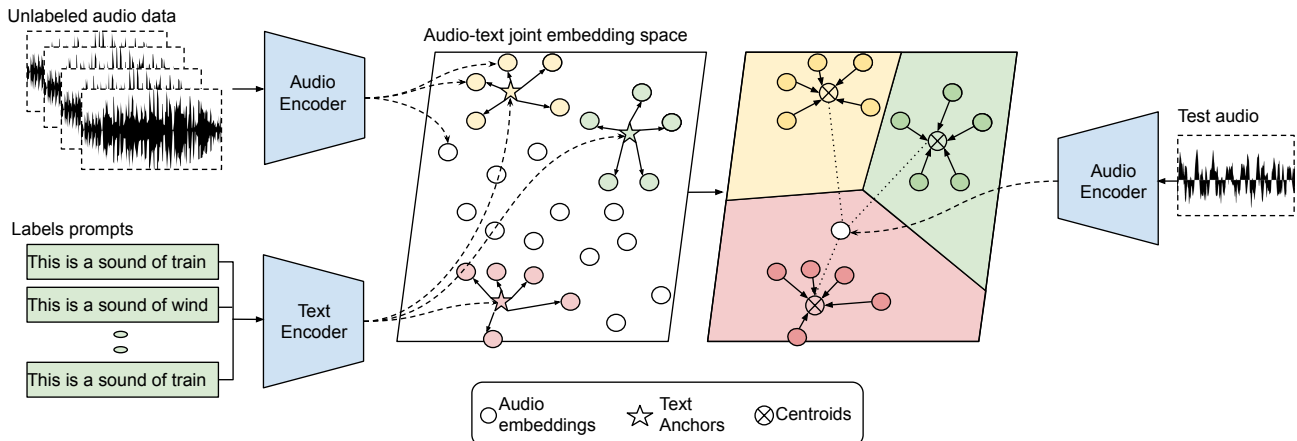 Unlabeled audio data
Audio
Encoder
Audio-text joint embedding space
Test audio
Audio
Encoder
Labels prompts
This is a sound of train
This is a sound of wind
This is a sound of train
Text
Encoder
Audio
embeddings
Text
Anchors
Centroids